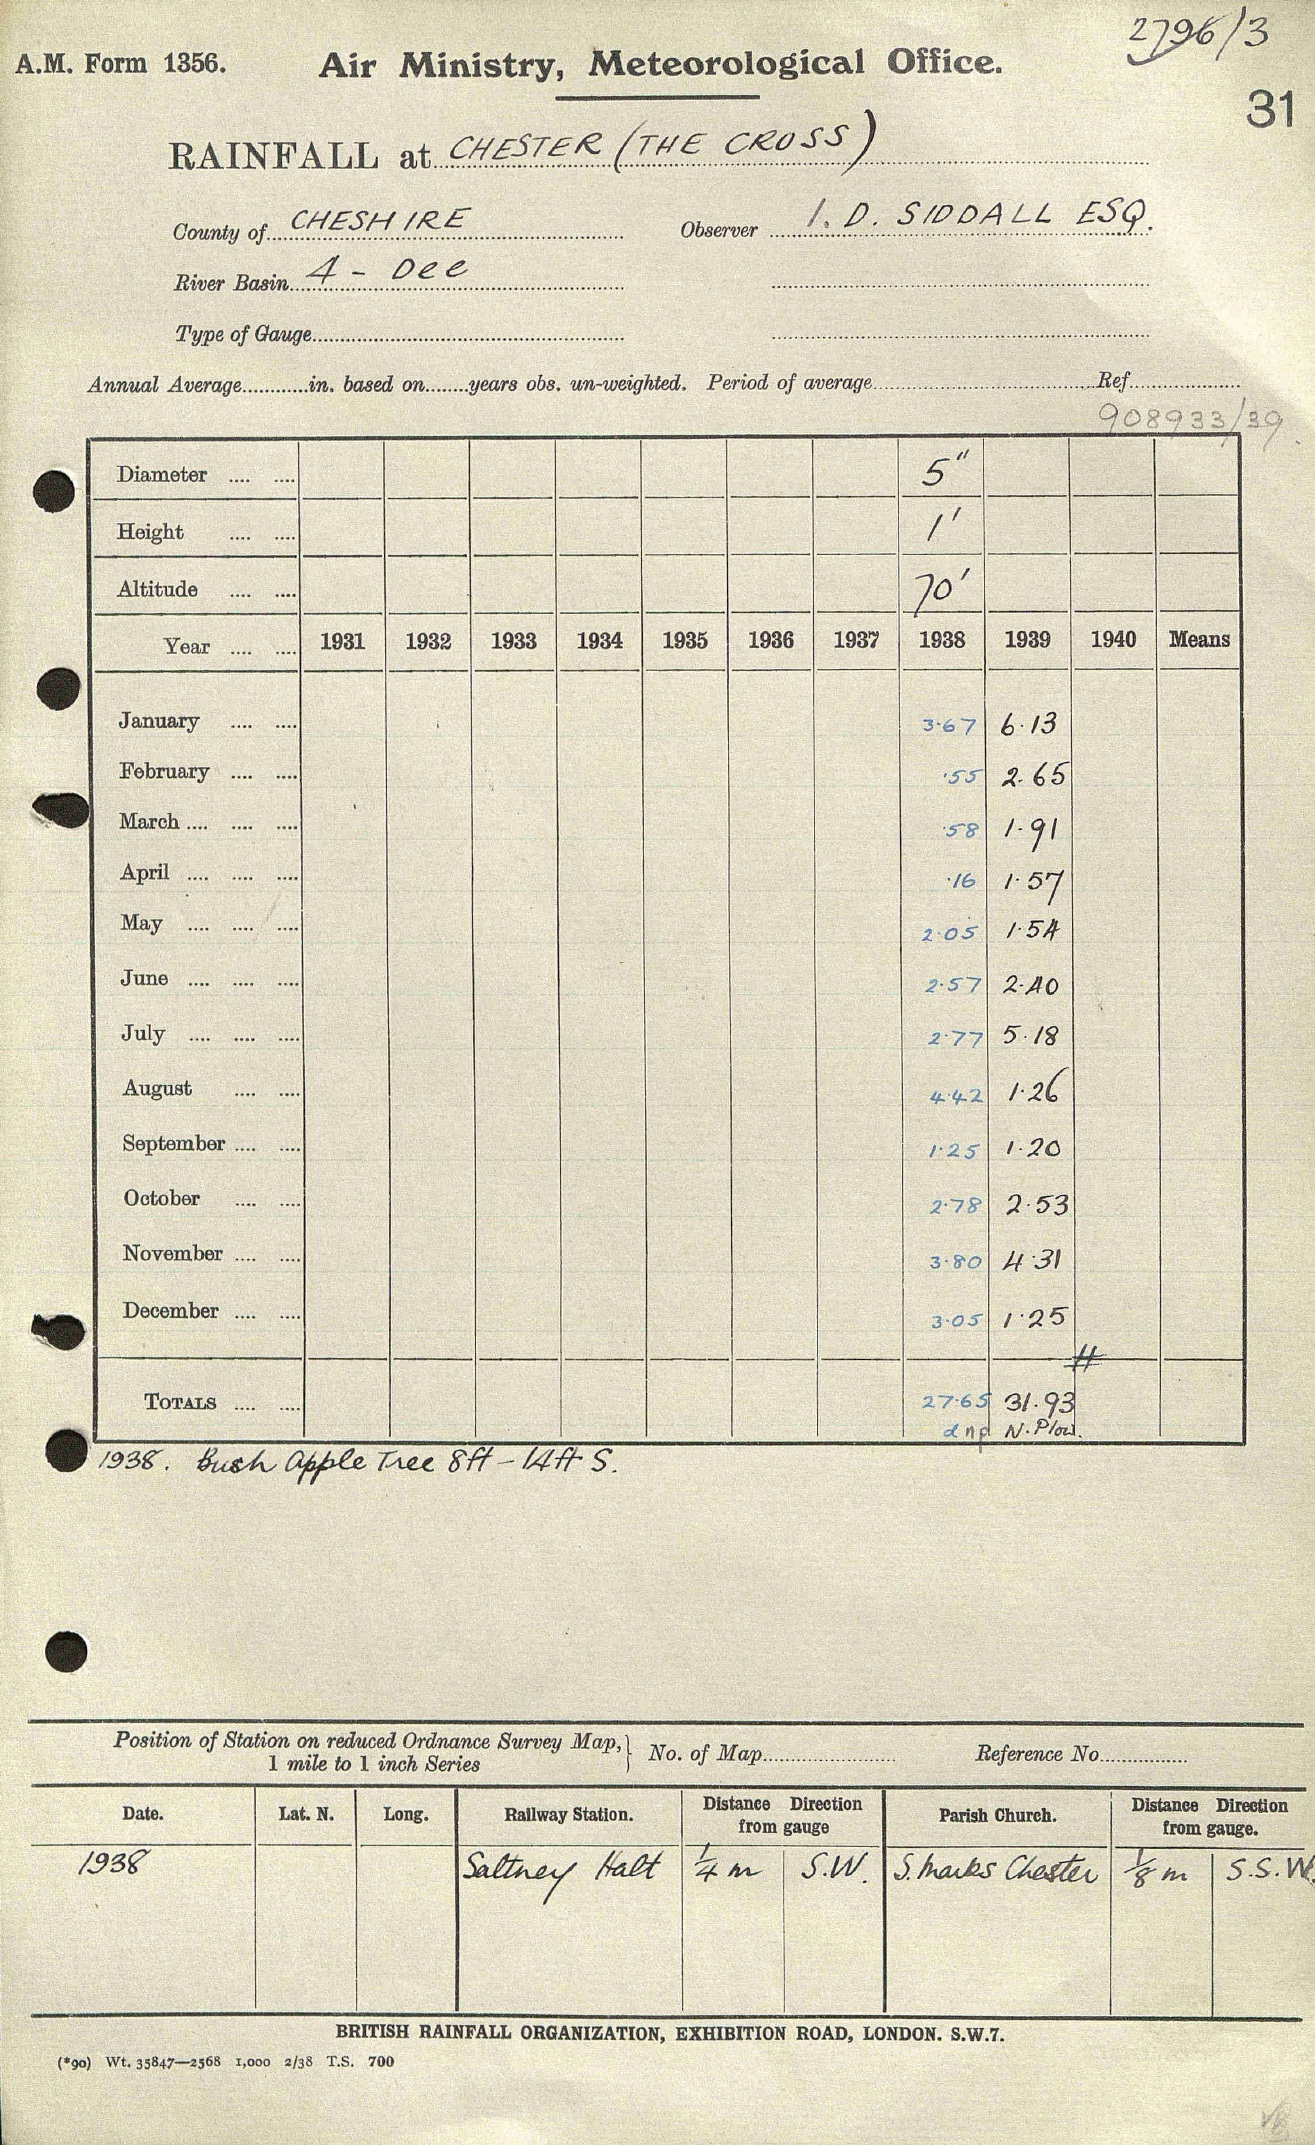 2796/3
A.M. Form 1356. Air Ministry, Meteorological Office.
31
RAINFALL at CHESTER (THE CROSS)
County of CHESHIRE Observer I. D. SIDDALL ESQ.
River Basin 4 - Dee
Type of Gauge
Annual Average in. based on years obs. un-weighted. Period of average Ref.
908933/39
Diameter 5"
Height 1'
Altitude 70'
Year 1931 1932 1933 1934 1935 1936 1937 1938 1939 1940 Means
January 3.67 6.13
February .55 2.65
March .58 1.91
April .16 1.57
May 2.05 1.54
June 2.57 2.40
July 2.77 5.18
August 4.42 1.26
September 1.25 1.20
October 2.78 2.53
November 3.80 4.31
December 3.05 1.25
TOTALS 27.65 31.93
dnp N.Plow.
1938. Bush Apple Tree 8ft - 14ft S.
Position of Station on reduced Ordnance Survey Map, 1 mile to 1 inch Series } No. of Map Reference No.
Date. Lat. N. Long. Railway Station. Distance Direction from gauge Parish Church. Distance Direction from gauge.
1938 Saltney Halt 1/4 m S.W. S. Marks Chester 1/8 m S.S.W.
BRITISH RAINFALL ORGANIZATION, EXHIBITION ROAD, LONDON. S.W.7.
(*90) Wt. 35847—2568 1,000 2/38 T.S. 700